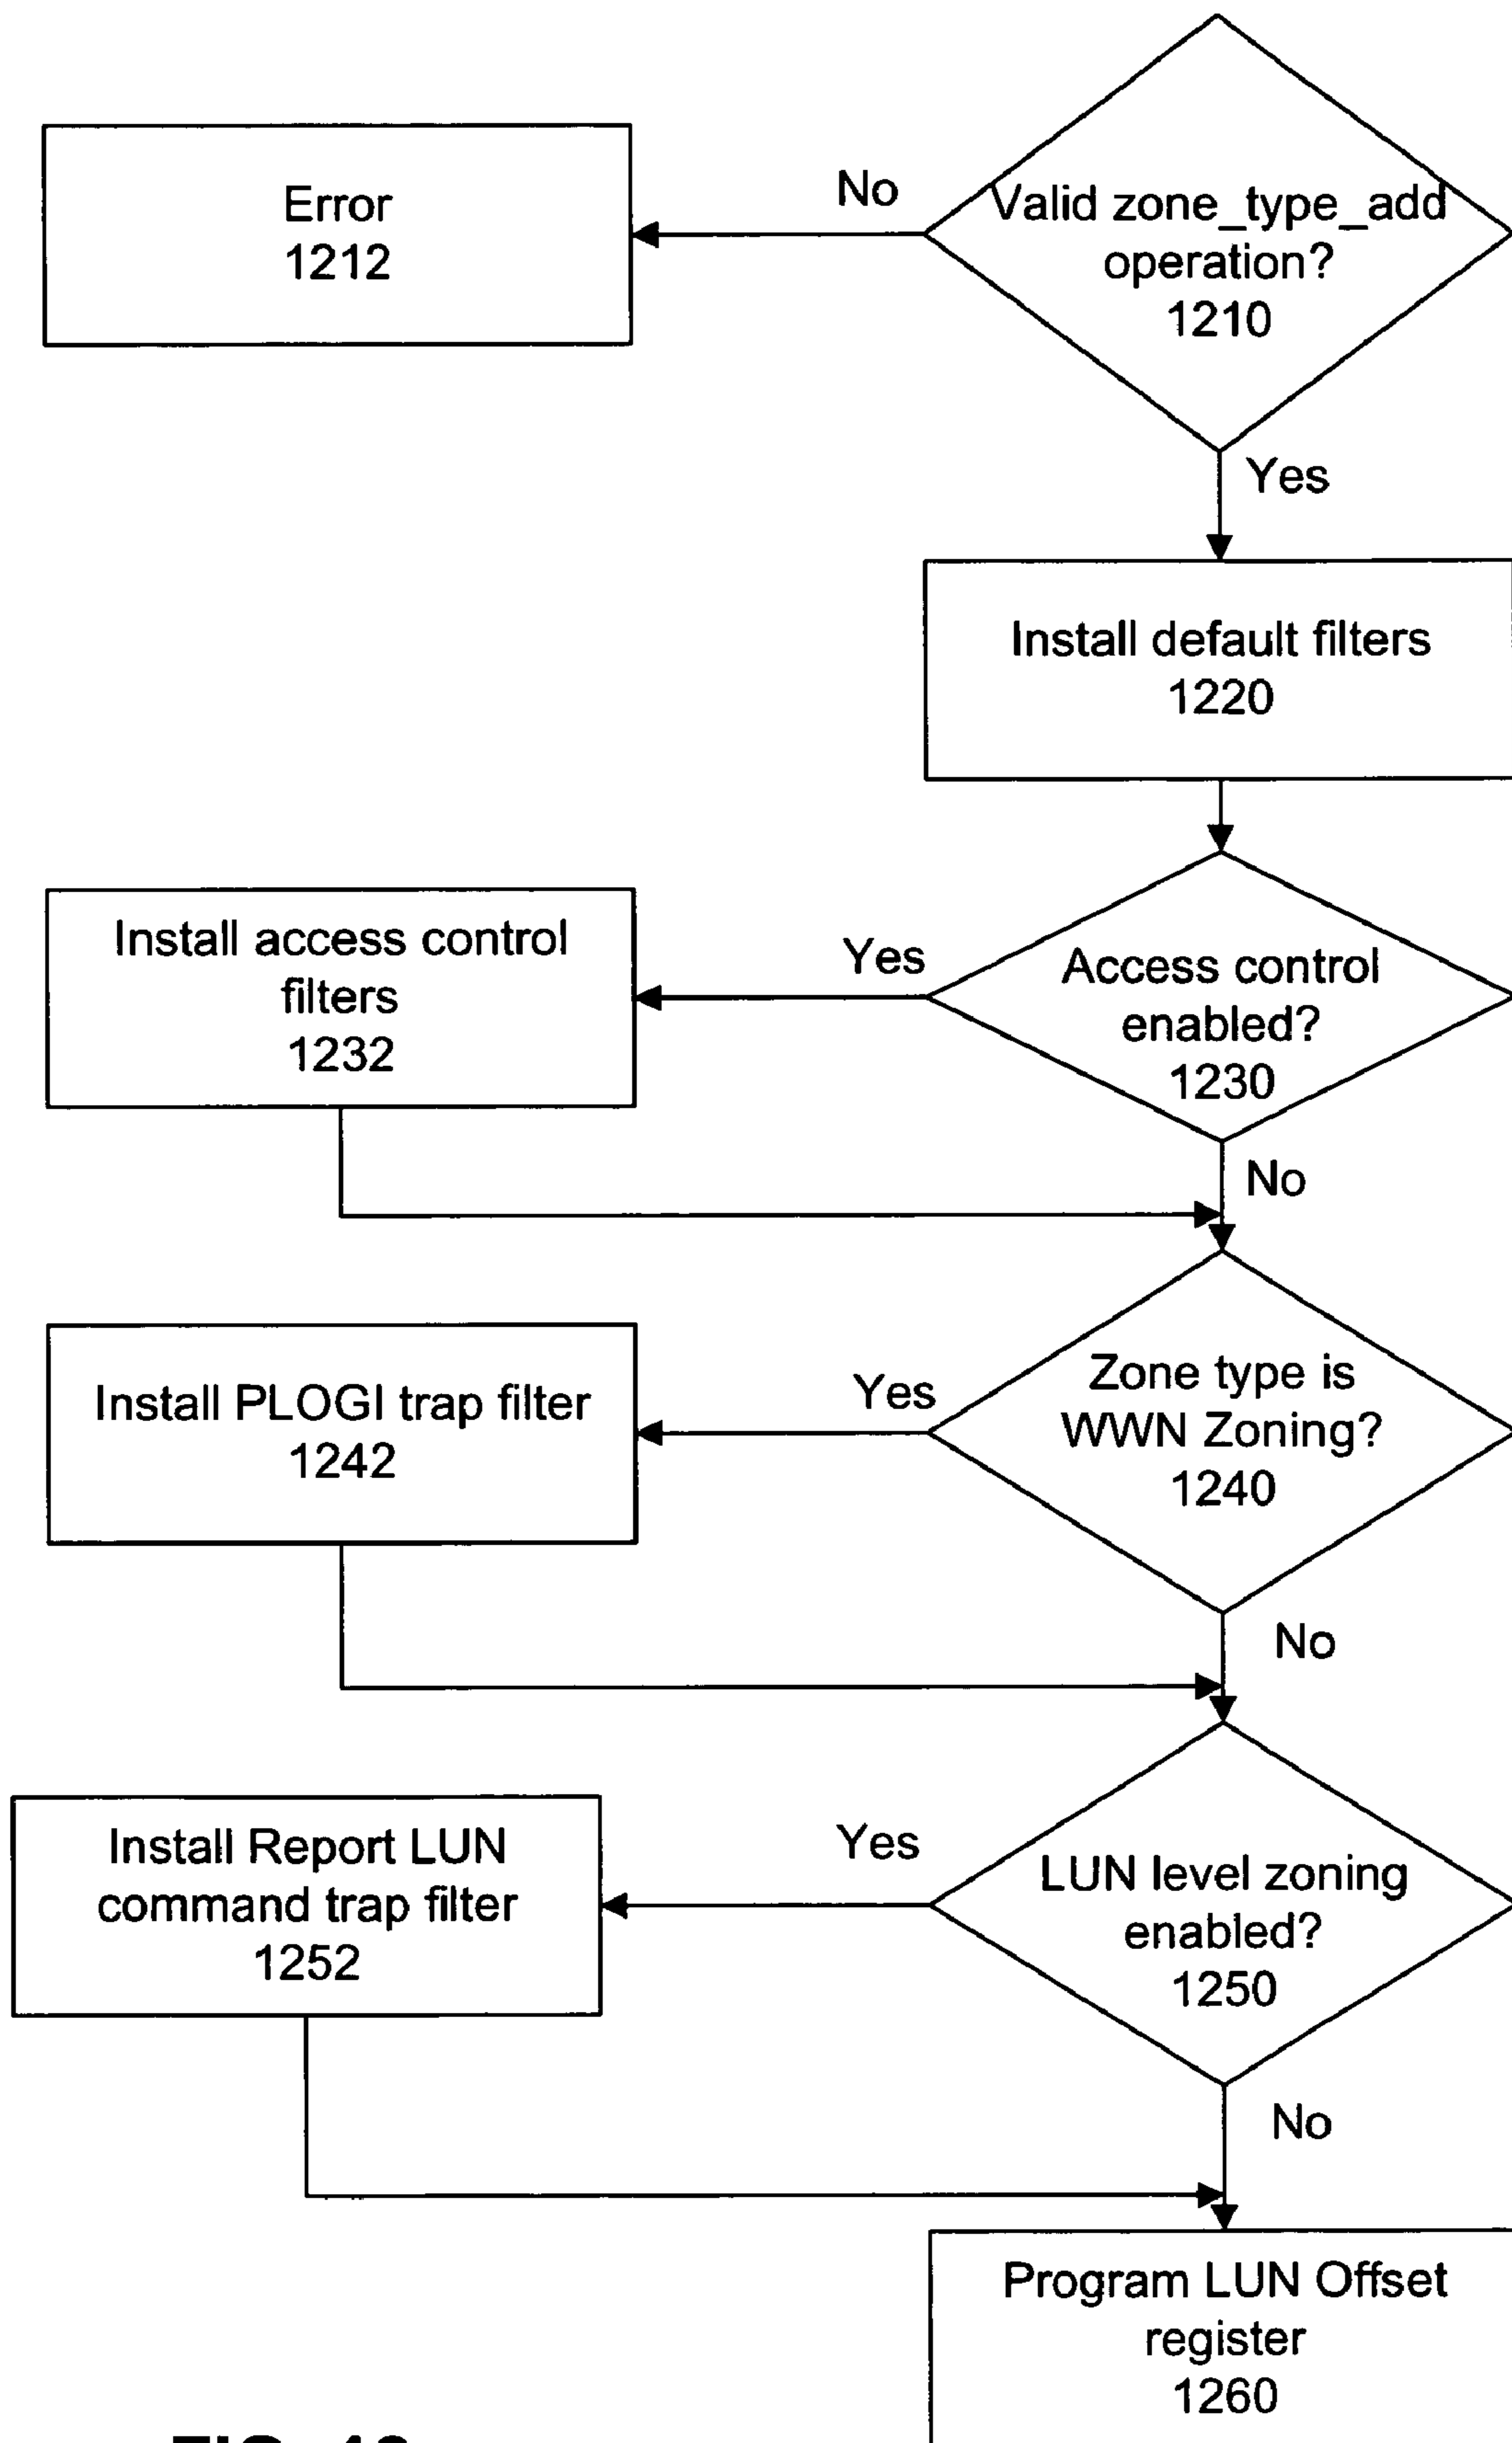 Valid zone_type_add
operation?
1210
No
Error
1212
Yes
Install default filters
1220
Access control
enabled?
1230
Yes
Install access control
filters
1232
No
Zone type is
WWN Zoning?
1240
Yes
Install PLOGI trap filter
1242
No
LUN level zoning
enabled?
1250
Yes
Install Report LUN
command trap filter
1252
No
Program LUN Offset
register
1260